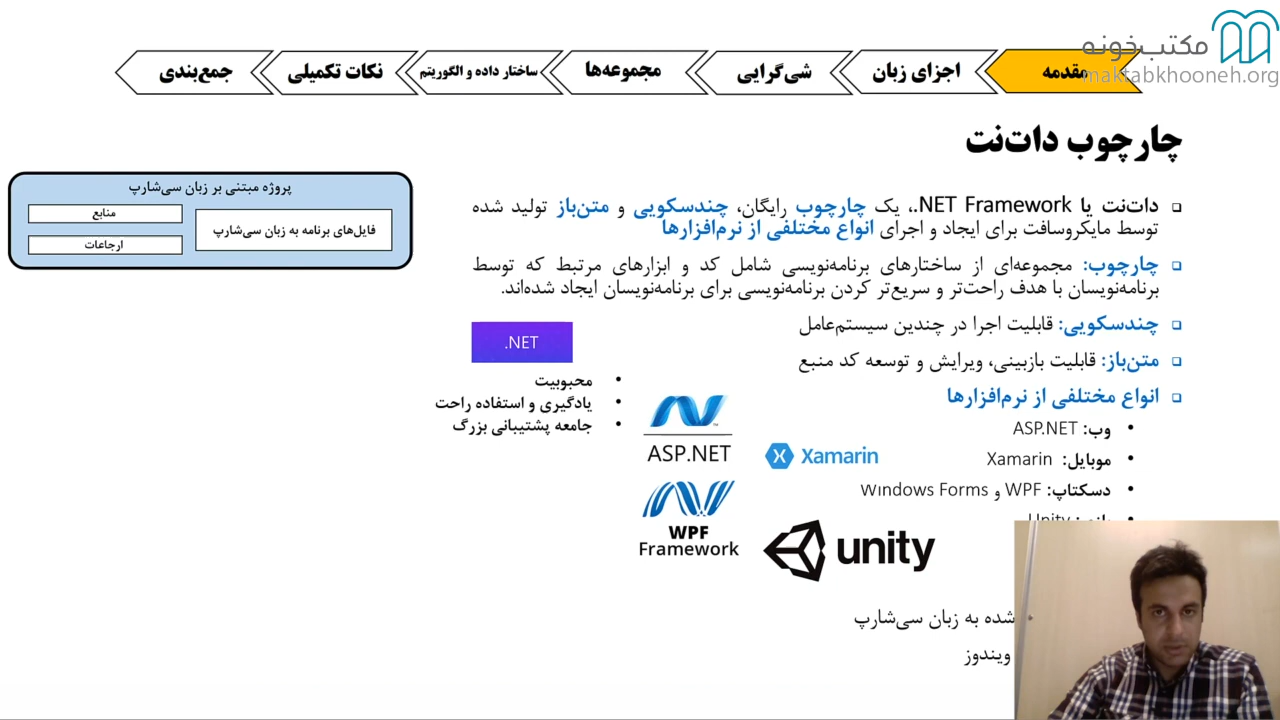 مکتب‌خونه
maktabkhooneh.org
مقدمه
اجزای زبان
شی‌گرایی
مجموعه‌ها
ساختار داده و الگوریتم
نکات تکمیلی
جمع‌بندی
چارچوب دات‌نت
دات‌نت یا NET Framework.، یک چارچوب رایگان، چندسکویی و متن‌باز تولید شده
توسط مایکروسافت برای ایجاد و اجرای انواع مختلفی از نرم‌افزارها
چارچوب: مجموعه‌ای از ساختارهای برنامه‌نویسی شامل کد و ابزارهای مرتبط که توسط
برنامه‌نویسان با هدف راحت‌تر و سریع‌تر کردن برنامه‌نویسی برای برنامه‌نویسان ایجاد شده‌اند.
چندسکویی: قابلیت اجرا در چندین سیستم‌عامل
متن‌باز: قابلیت بازبینی، ویرایش و توسعه کد منبع
انواع مختلفی از نرم‌افزارها
وب: ASP.NET
موبایل: Xamarin
دسکتاپ: WPF و Windows Forms
Unity
شده به زبان سی‌شارپ
ویندوز
پروژه مبتنی بر زبان سی‌شارپ
منابع
فایل‌های برنامه به زبان سی‌شارپ
ارجاعات
.NET
محبوبیت
یادگیری و استفاده راحت
جامعه پشتیبانی بزرگ
ASP.NET
Xamarin
WPF
Framework
unity